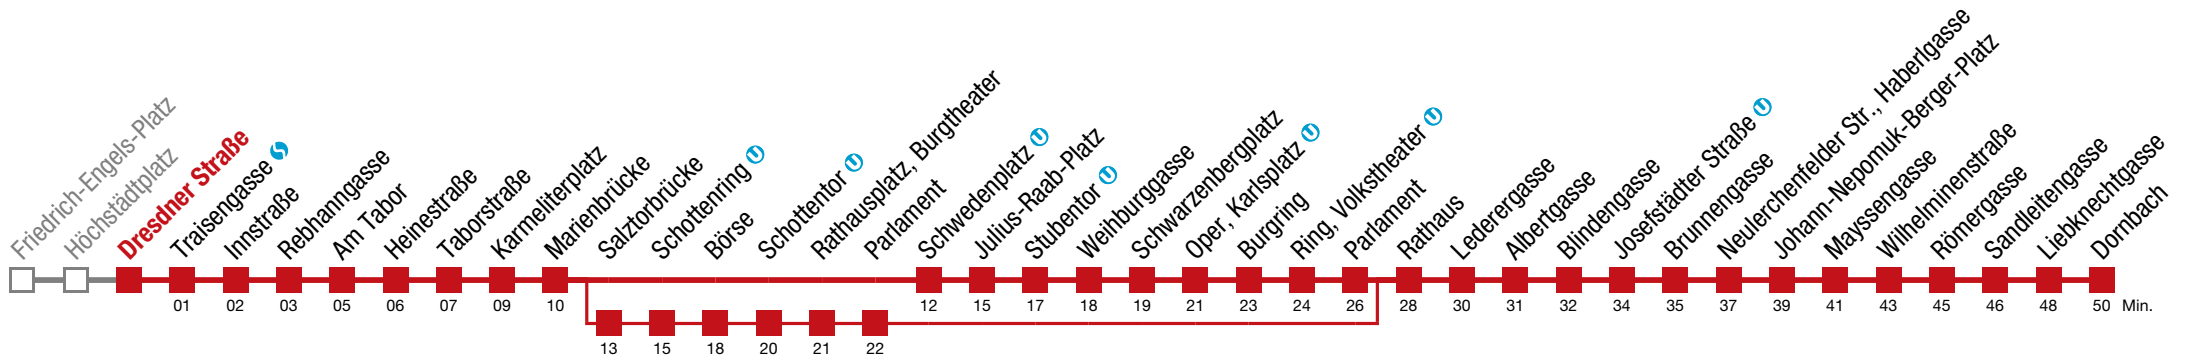 Friedrich-Engels-Platz
Höchstädtplatz
Dresdner Straße
Traisengasse
Innstraße
Rebhanngasse
Am Tabor
Heinestraße
Taborstraße
Karmeliterplatz
Marienbrücke
Salztorbrücke
Schottenring U
Börse
Schottentor U
Rathausplatz, Burgtheater
Parlament
Schwedenplatz U
Julius-Raab-Platz
Stubentor U
Weihburggasse
Schwarzenbergplatz
Oper, Karlsplatz U
Burgring
Ring, Volkstheater U
Parlament
Rathaus
Lederergasse
Albertgasse
Blindengasse
Josefstädter Straße U
Brunnengasse
Neulerchenfelder Str., Haberlgasse
Johann-Nepomuk-Berger-Platz
Mayssengasse
Wilhelminenstraße
Römergasse
Sandleitengasse
Liebknechtgasse
Dornbach
01 02 03 05 06 07 09 10 12 15 17 18 19 21 23 24 26 28 30 31 32 34 35 37 39 41 43 45 46 48 50 Min.
13 15 18 20 21 22